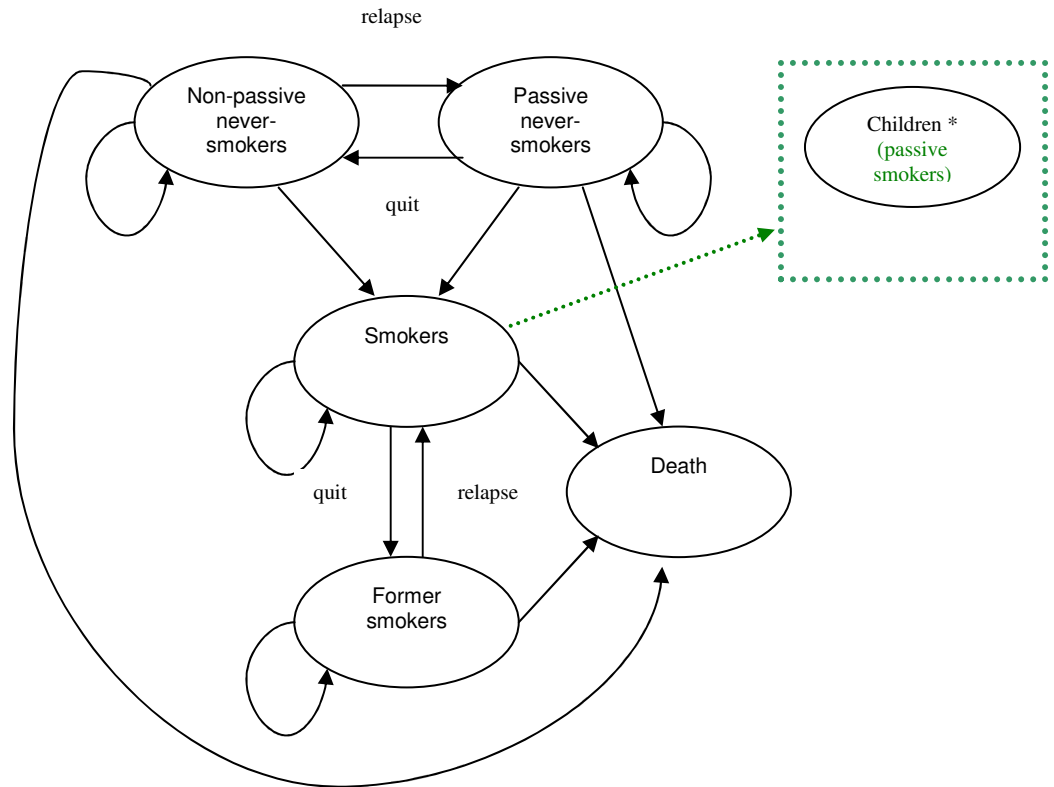 relapse
Non-passive
never-
smokers
Passive
never-
smokers
Children *
(passive
smokers)
quit
Smokers
Death
quit
relapse
Former
smokers